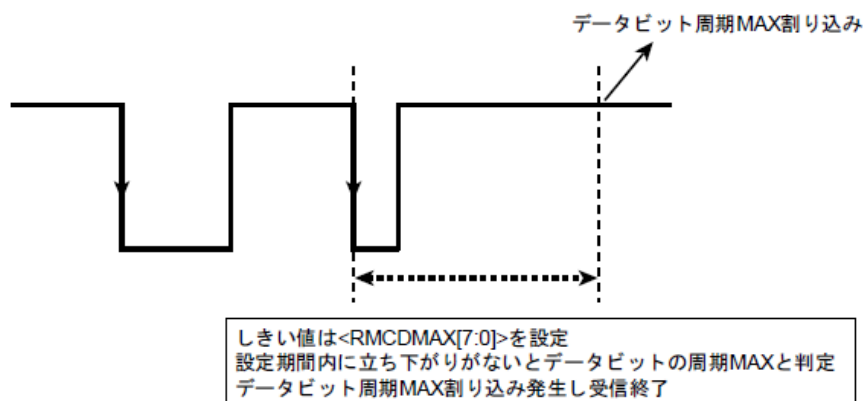 データビット周期MAX割り込み
しきい値は<RMCDMAX[7:0]>を設定
設定期間内に立ち下がりがないとデータビットの周期MAXと判定
データビット周期MAX割り込み発生し受信終了